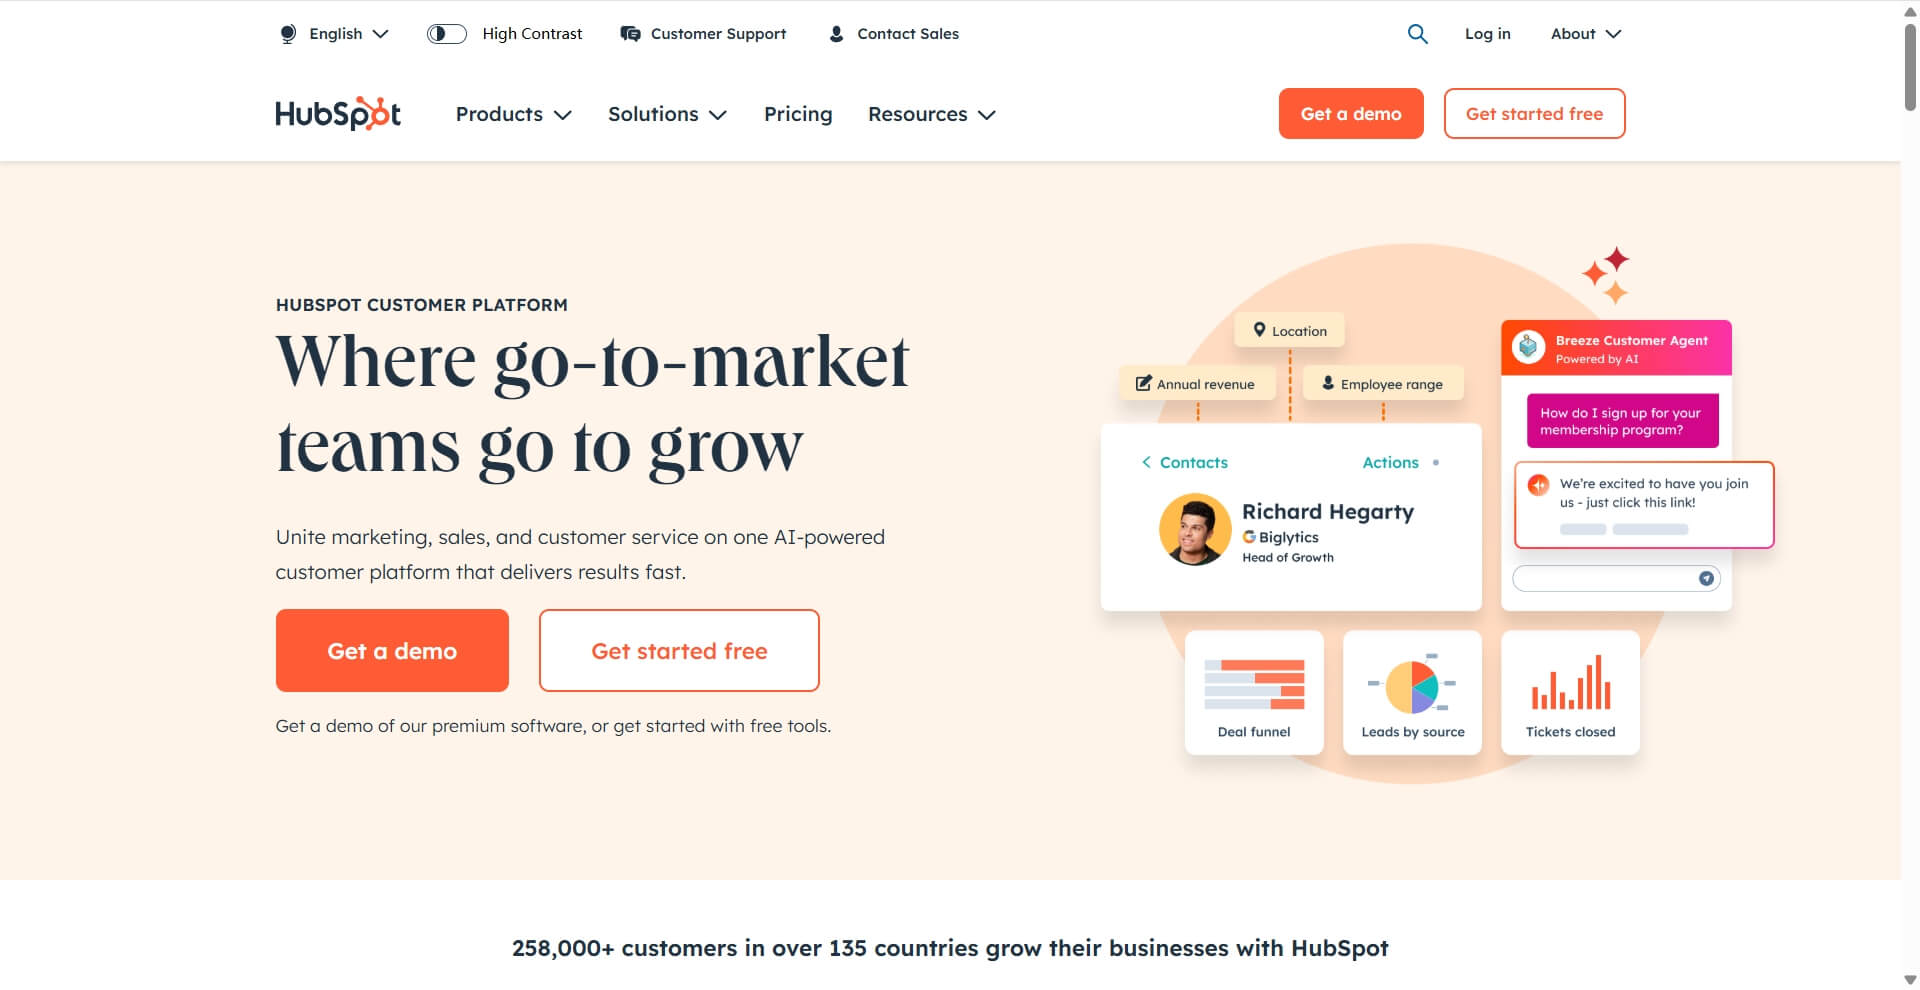 English
High Contrast
Customer Support
Contact Sales
Log in
About
HubSpot
Products
Solutions
Pricing
Resources
Get a demo
Get started free
HUBSPOT CUSTOMER PLATFORM
Where go-to-market
teams go to grow
Unite marketing, sales, and customer service on one AI-powered
customer platform that delivers results fast.
Get a demo
Get started free
Get a demo of our premium software, or get started with free tools.
Location
Annual revenue
Employee range
Contacts
Actions
Richard Hegarty
Biglytics
Head of Growth
Breeze Customer Agent
Powered by AI
How do I sign up for your
membership program?
We're excited to have you join
us - just click this link!
Deal funnel
Leads by source
Tickets closed
258,000+ customers in over 135 countries grow their businesses with HubSpot